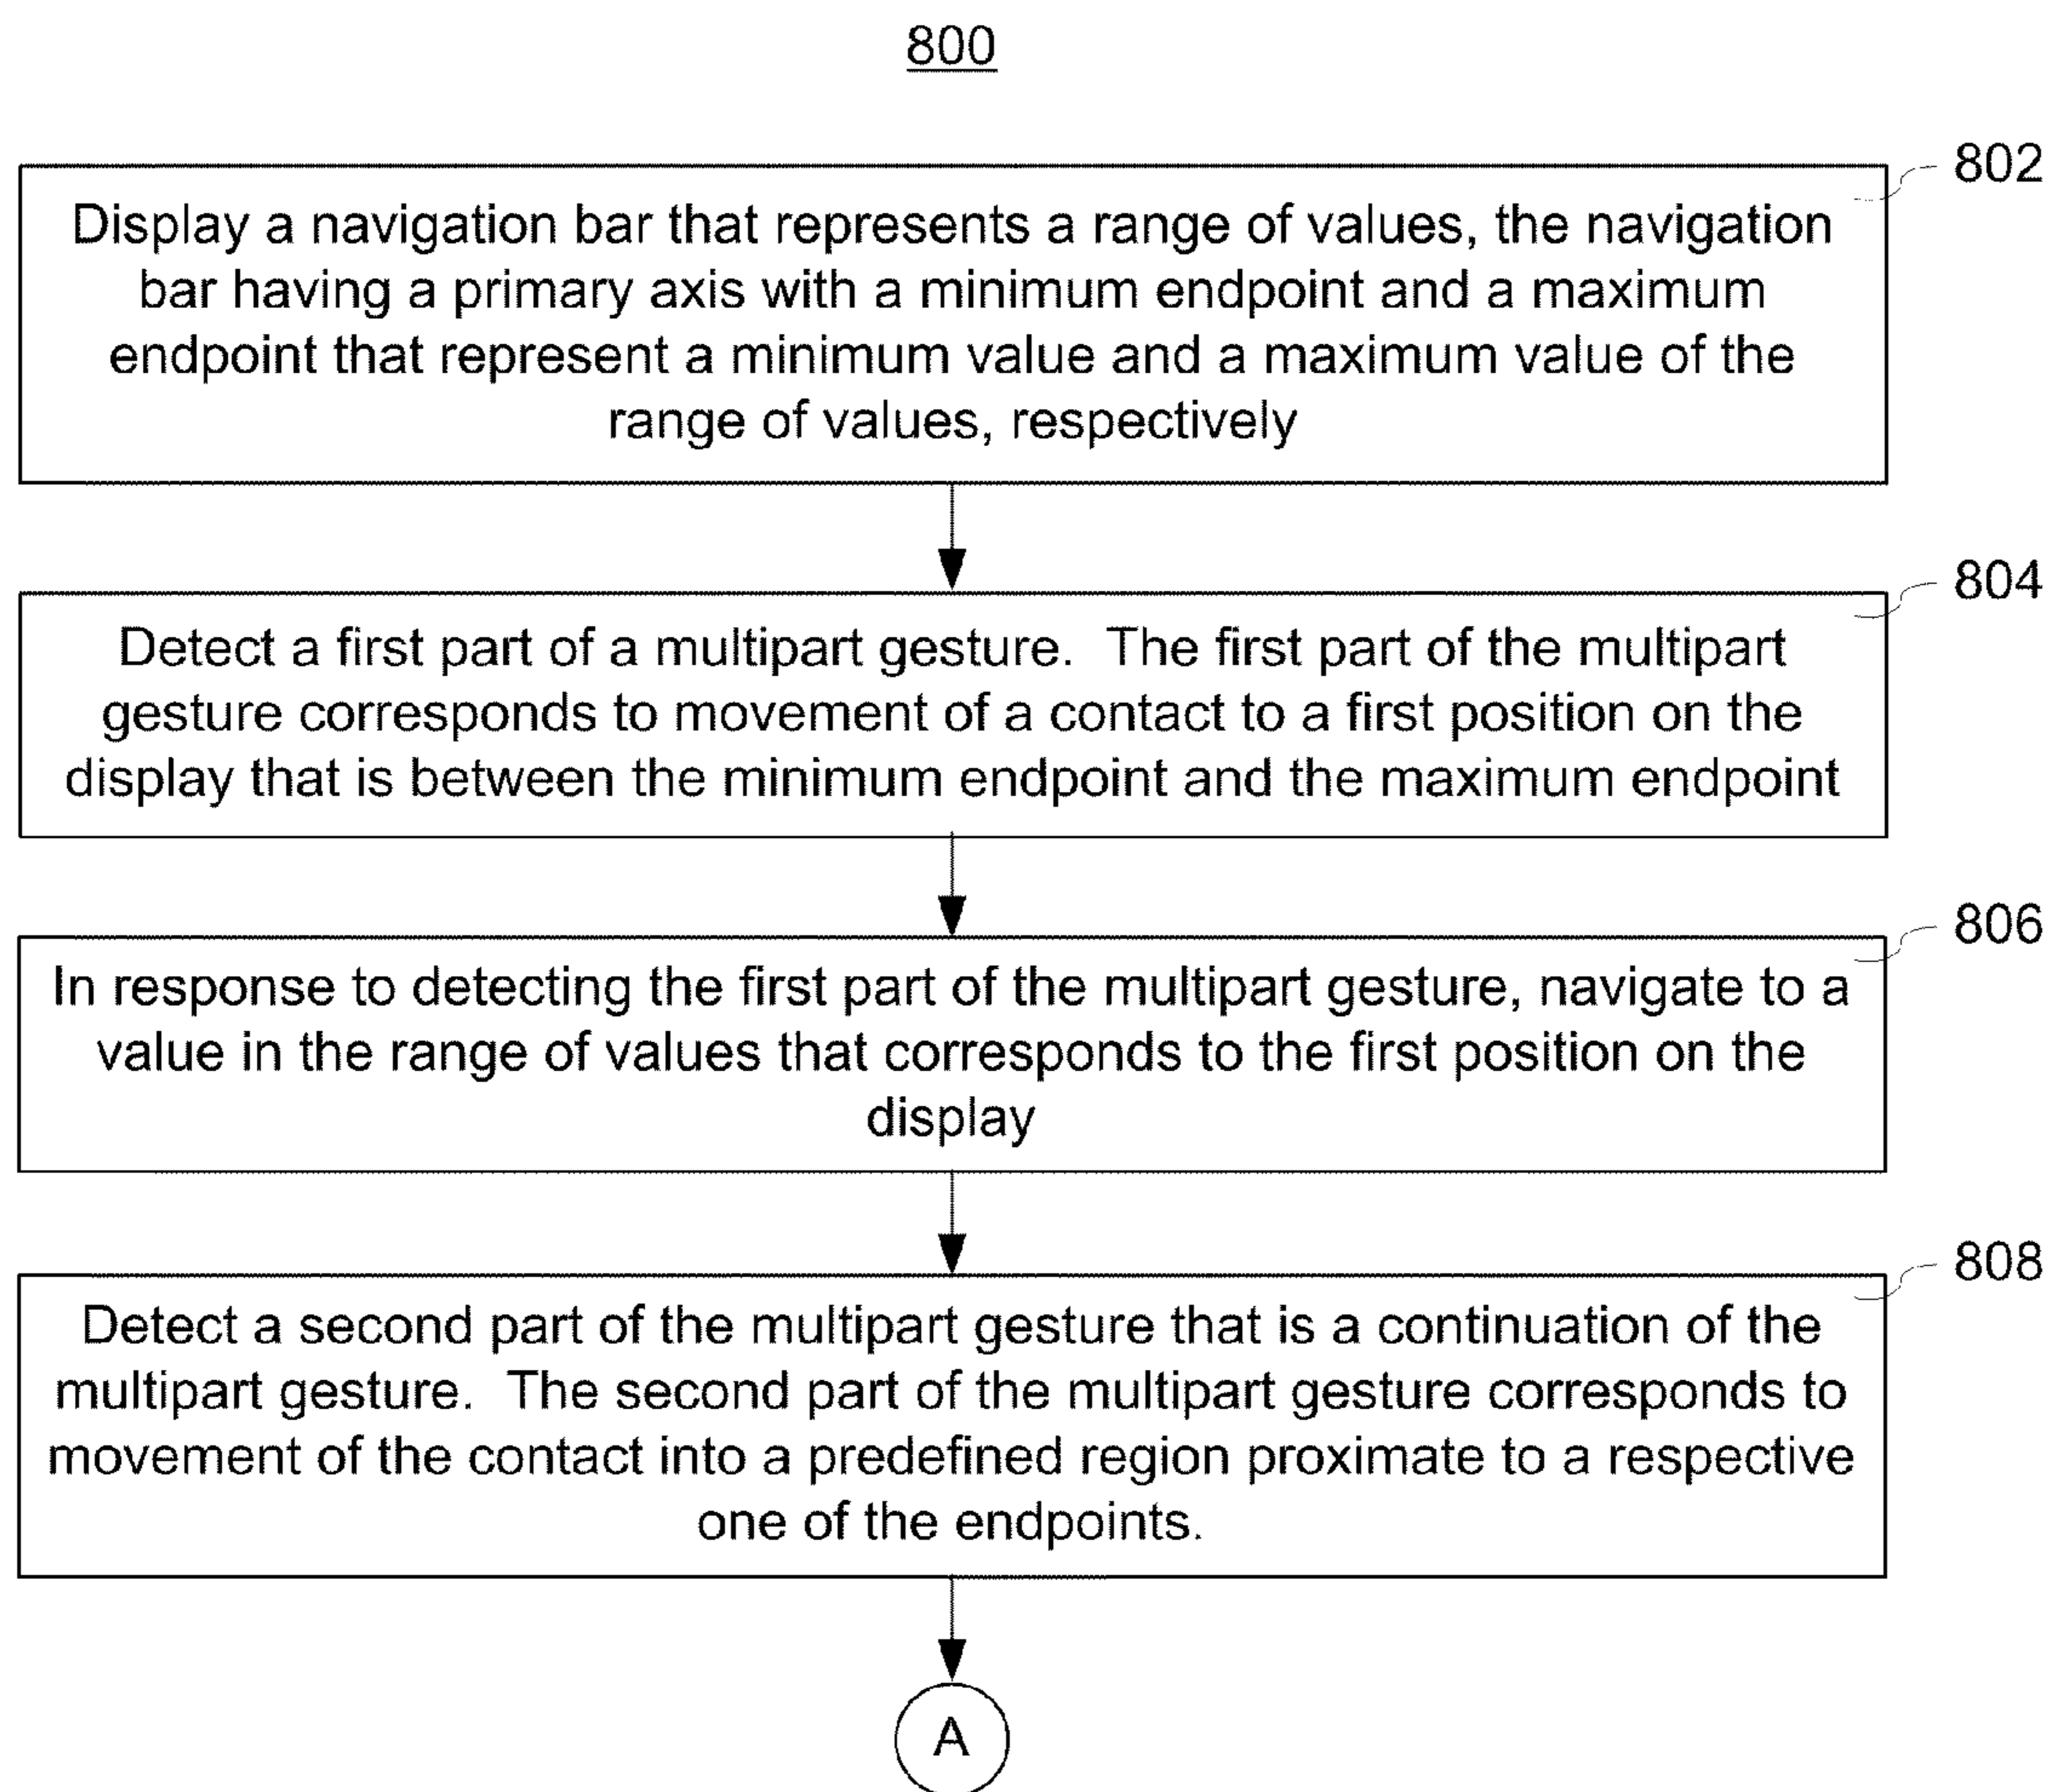 800
802
Display a navigation bar that represents a range of values, the navigation
bar having a primary axis with a minimum endpoint and a maximum
endpoint that represent a minimum value and a maximum value of the
range of values, respectively
804
Detect a first part of a multipart gesture.  The first part of the multipart
gesture corresponds to movement of a contact to a first position on the
display that is between the minimum endpoint and the maximum endpoint
806
In response to detecting the first part of the multipart gesture, navigate to a
value in the range of values that corresponds to the first position on the
display
808
Detect a second part of the multipart gesture that is a continuation of the
multipart gesture.  The second part of the multipart gesture corresponds to
movement of the contact into a predefined region proximate to a respective
one of the endpoints.
A